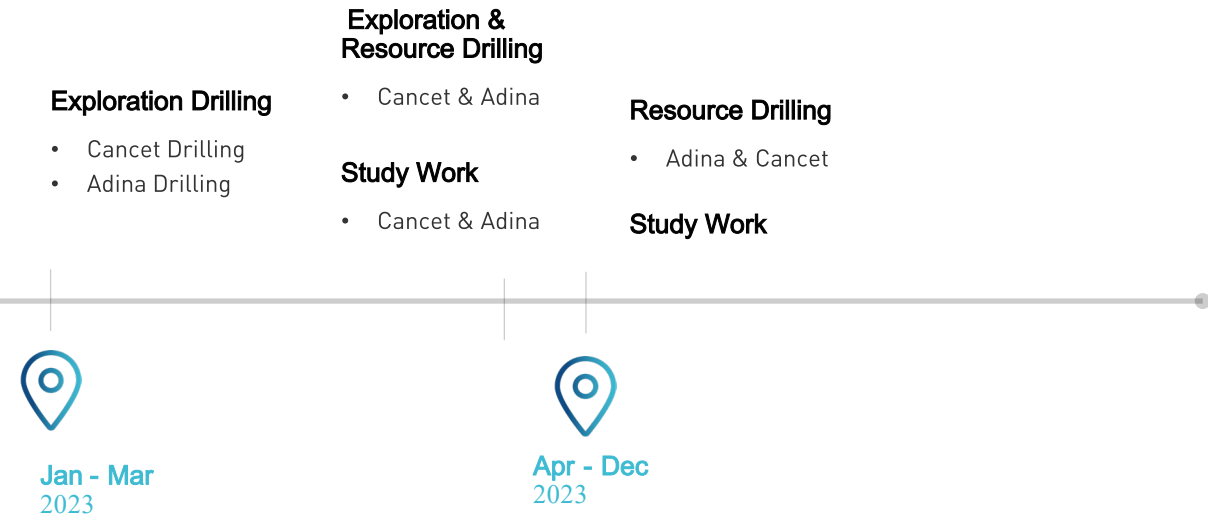 Exploration Drilling
• Cancet Drilling
• Adina Drilling
Exploration &
Resource Drilling
• Cancet & Adina
Study Work
• Cancet & Adina
Resource Drilling
• Adina & Cancet
Study Work
Jan - Mar
2023
Apr - Dec
2023